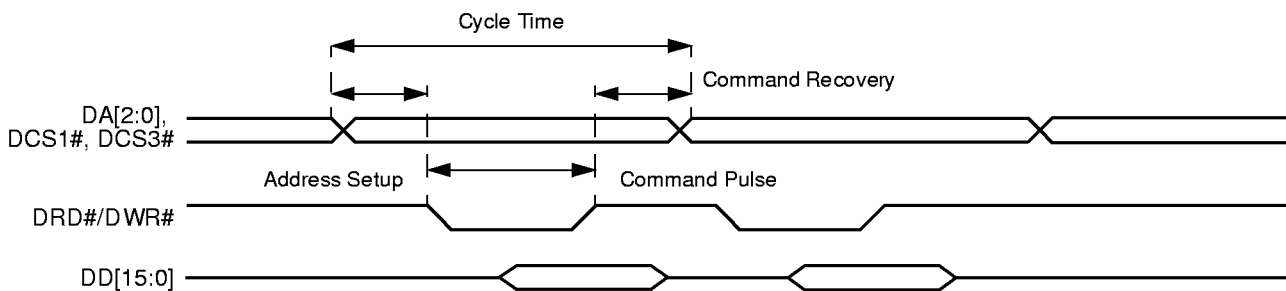 Cycle Time
Command Recovery
DA[2:0],
DCS1#, DCS3#
Address Setup
Command Pulse
DRD#/DWR#
DD[15:0]